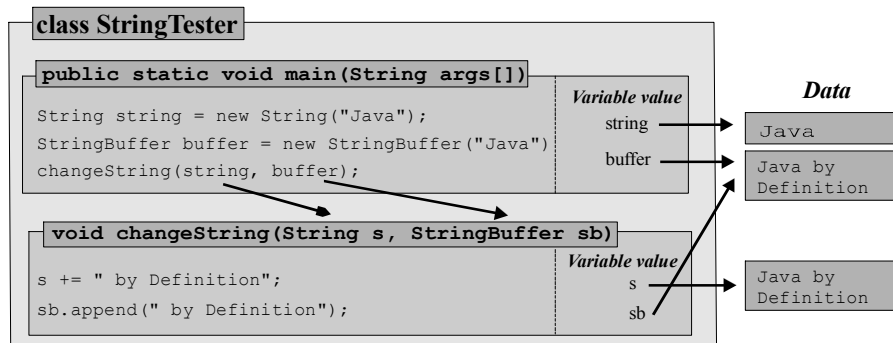 class StringTester
public static void main(String args[])
String string = new String("Java");
StringBuffer buffer = new StringBuffer("Java")
changeString(string, buffer);
Variable value
string
buffer
Data
Java
Java by
Definition
void changeString(String s, StringBuffer sb)
s += " by Definition";
sb.append(" by Definition");
Variable value
s
sb
Java by
Definition